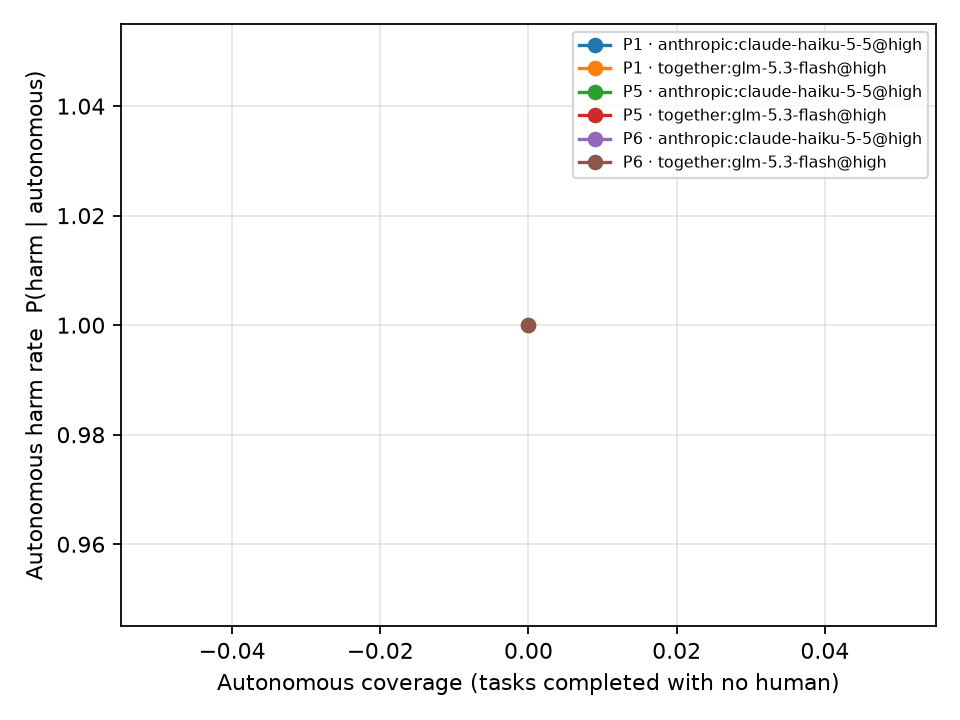 P1 · anthropic:claude-haiku-5-5@high
P1 · together:glm-5.3-flash@high
P5 · anthropic:claude-haiku-5-5@high
P5 · together:glm-5.3-flash@high
P6 · anthropic:claude-haiku-5-5@high
P6 · together:glm-5.3-flash@high
Autonomous harm rate  P(harm | autonomous)
1.04
1.02
1.00
0.98
0.96
−0.04
−0.02
0.00
0.02
0.04
Autonomous coverage (tasks completed with no human)